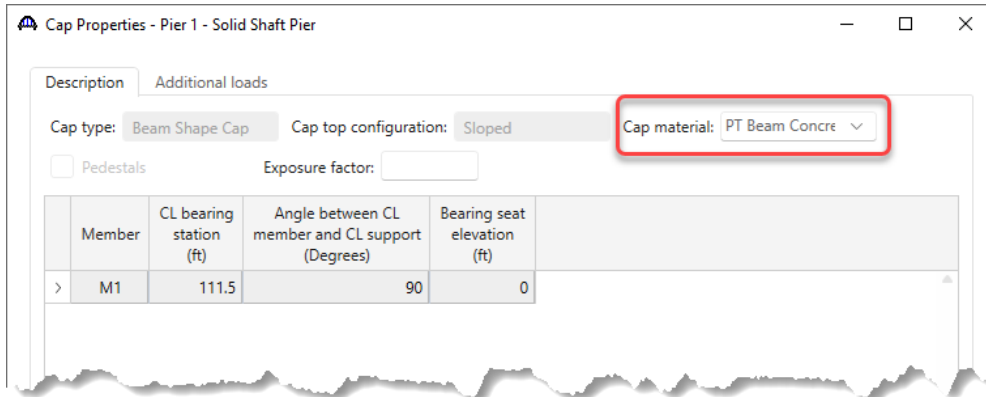 Cap Properties - Pier 1 - Solid Shaft Pier
Description Additional loads
Cap type: Beam Shape Cap Cap top configuration: Sloped Cap material: PT Beam Concre
Pedestals Exposure factor:
Member CL bearing station (ft) Angle between CL member and CL support (Degrees) Bearing seat elevation (ft)
M1 111.5 90 0